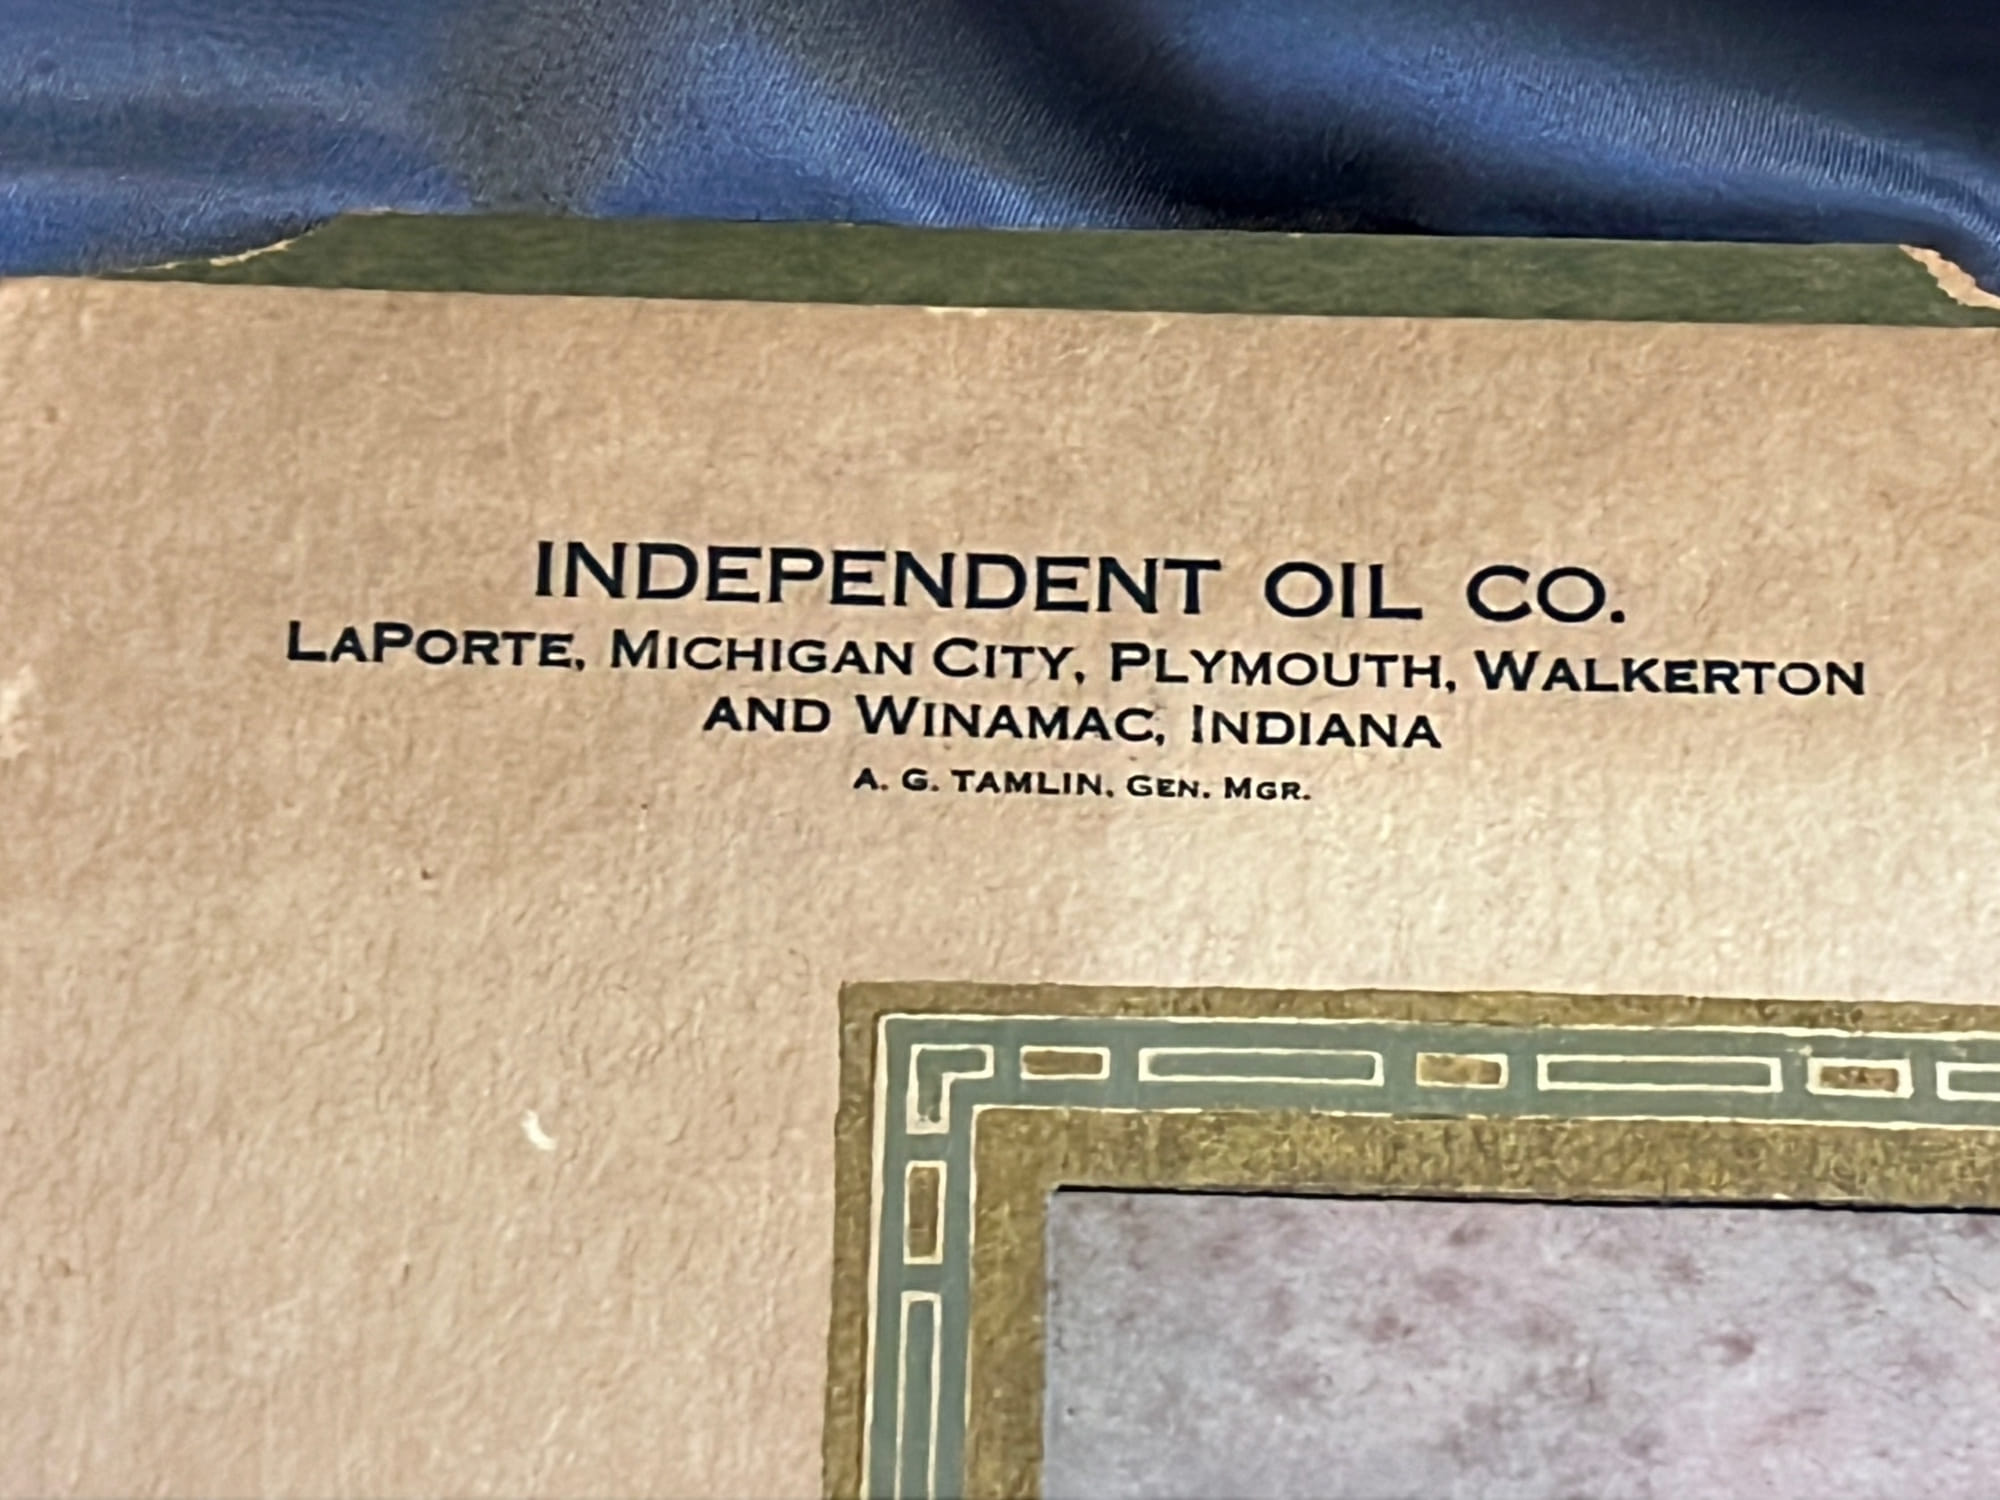 INDEPENDENT OIL CO.
LAPORTE, MICHIGAN CITY, PLYMOUTH, WALKERTON
AND WINAMAC, INDIANA
A. G. TAMLIN, GEN. MGR.